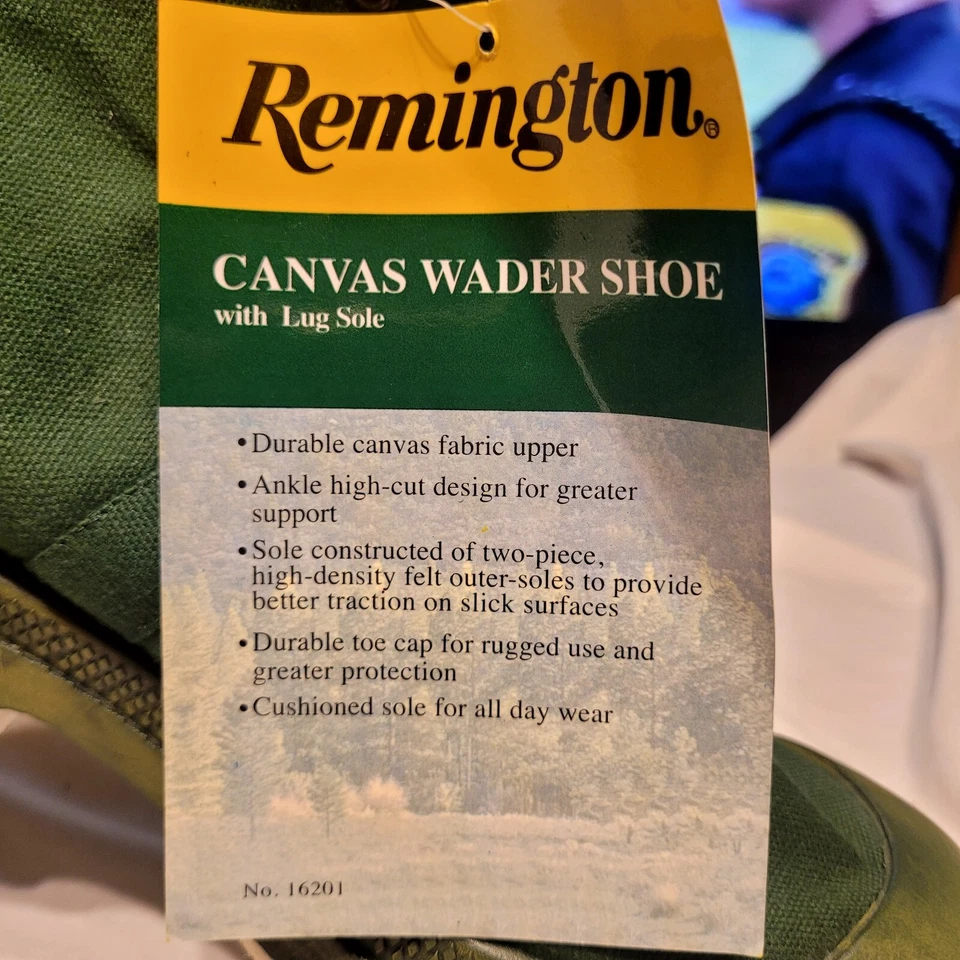 Remington®
CANVAS WADER SHOE
with Lug Sole
• Durable canvas fabric upper
• Ankle high-cut design for greater
support
• Sole constructed of two-piece,
high-density felt outer-soles to provide
better traction on slick surfaces
• Durable toe cap for rugged use and
greater protection
• Cushioned sole for all day wear
No. 16201